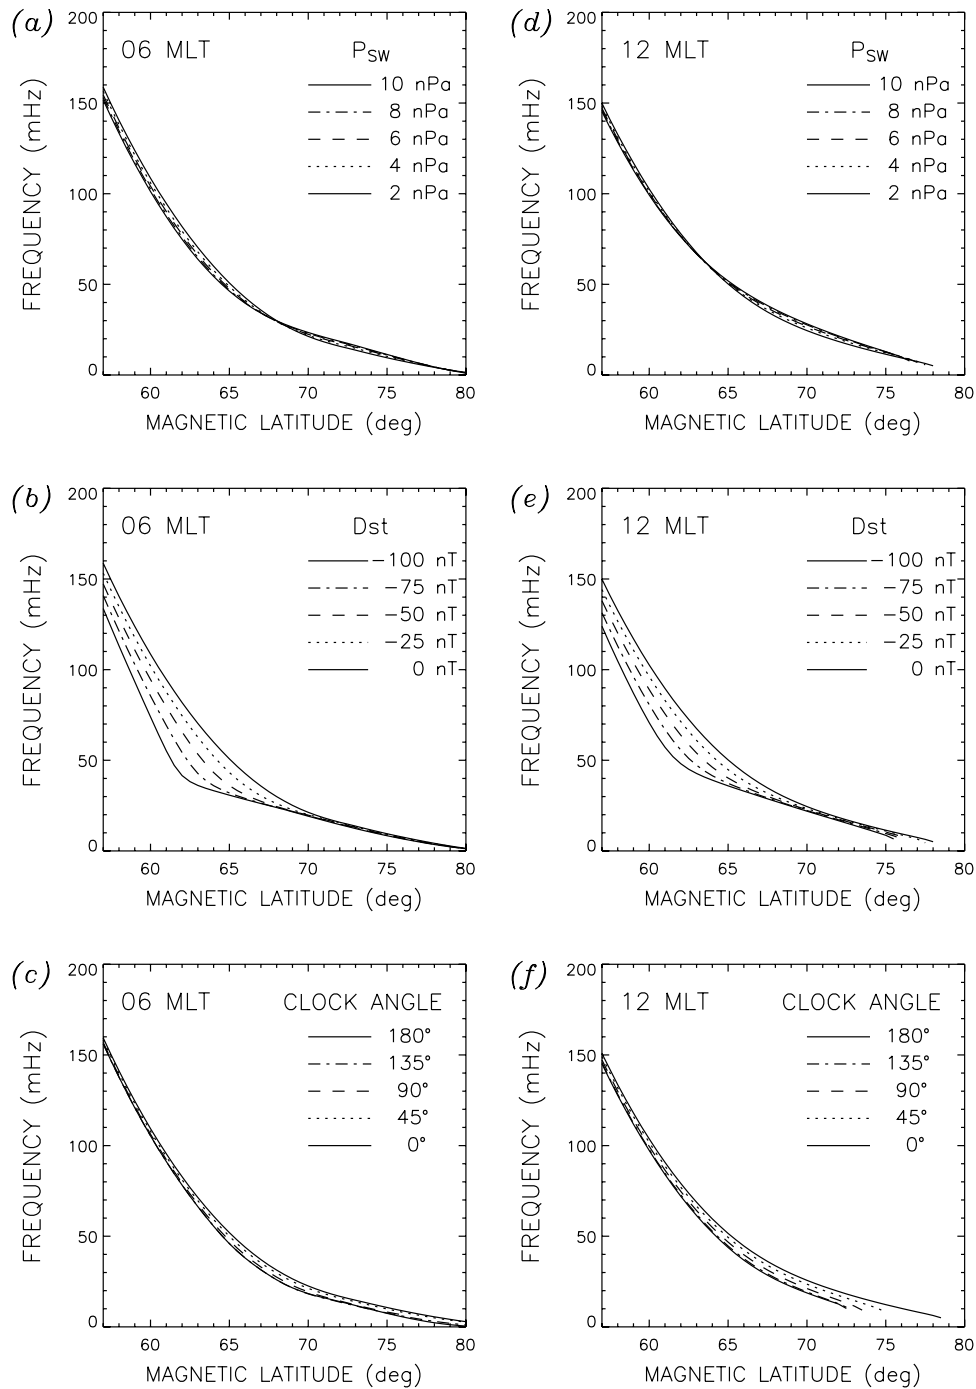 (a)
06 MLT
P_SW
10 nPa
8 nPa
6 nPa
4 nPa
2 nPa
200
150
100
50
0
60 65 70 75 80
FREQUENCY (mHz)
MAGNETIC LATITUDE (deg)
(d)
12 MLT
P_SW
10 nPa
8 nPa
6 nPa
4 nPa
2 nPa
200
150
100
50
0
60 65 70 75 80
FREQUENCY (mHz)
MAGNETIC LATITUDE (deg)
(b)
06 MLT
Dst
−100 nT
−75 nT
−50 nT
−25 nT
0 nT
200
150
100
50
0
60 65 70 75 80
FREQUENCY (mHz)
MAGNETIC LATITUDE (deg)
(e)
12 MLT
Dst
−100 nT
−75 nT
−50 nT
−25 nT
0 nT
200
150
100
50
0
60 65 70 75 80
FREQUENCY (mHz)
MAGNETIC LATITUDE (deg)
(c)
06 MLT
CLOCK ANGLE
180°
135°
90°
45°
0°
200
150
100
50
0
60 65 70 75 80
FREQUENCY (mHz)
MAGNETIC LATITUDE (deg)
(f)
12 MLT
CLOCK ANGLE
180°
135°
90°
45°
0°
200
150
100
50
0
60 65 70 75 80
FREQUENCY (mHz)
MAGNETIC LATITUDE (deg)